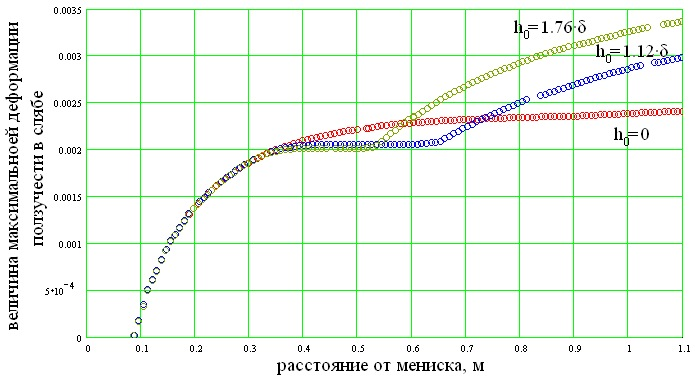 величина максимальноей деформации
ползучести в слябе
0.0035
0.003
0.0025
0.002
0.0015
0.001
5•10⁻⁴
0
h₀=1.76·δ
h₀=1.12·δ
h₀=0
0 0.1 0.2 0.3 0.4 0.5 0.6 0.7 0.8 0.9 1 1.1
расстояние от мениска, м